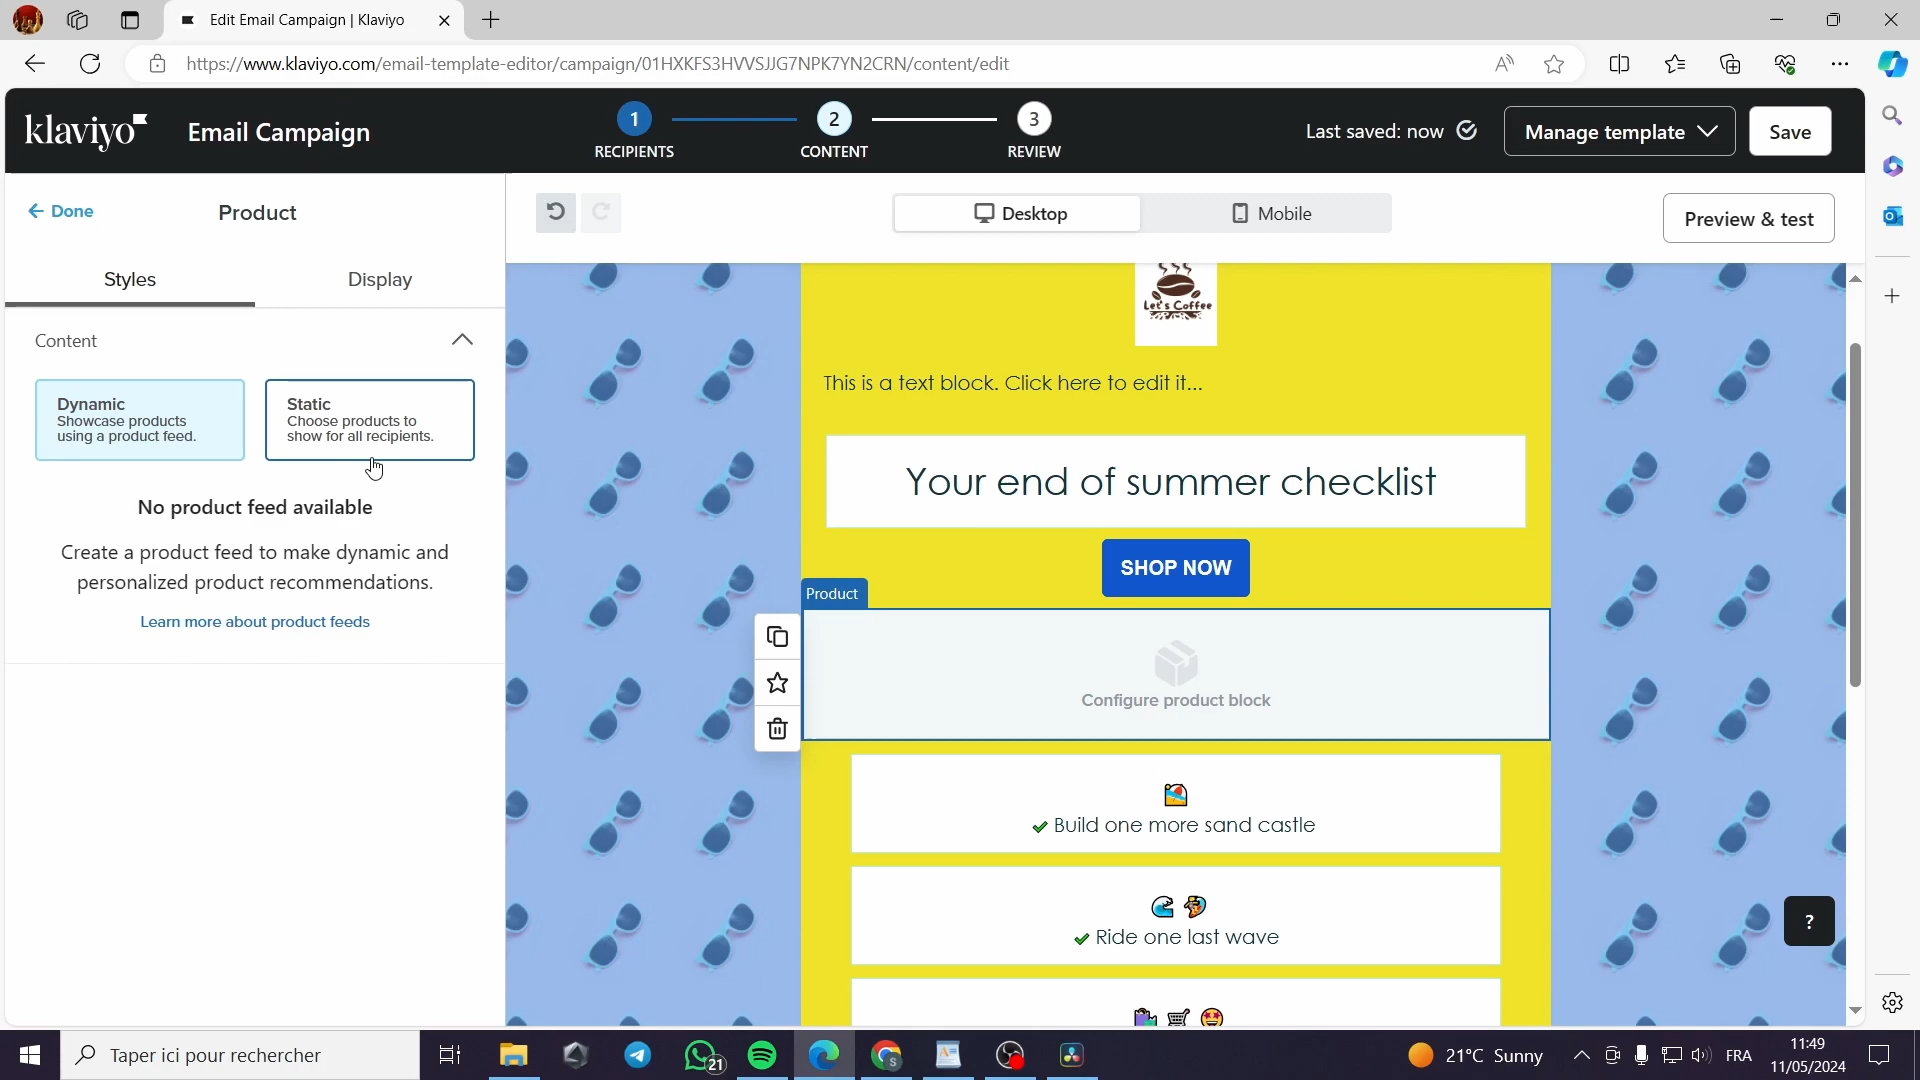 Edit Email Campaign | Klaviyo
https://www.klaviyo.com/email-template-editor/campaign/01HXKFS3HVVSJJG7NPK7YN2CRN/content/edit
klaviyo
Email Campaign
1
RECIPIENTS
2
CONTENT
3
REVIEW
Last saved: now
Manage template
Save
Done
Product
Desktop
Mobile
Preview & test
Styles
Display
Content
Dynamic
Showcase products
using a product feed.
Static
Choose products to
show for all recipients.
No product feed available
Create a product feed to make dynamic and
personalized product recommendations.
Learn more about product feeds
Let's Coffee
This is a text block. Click here to edit it...
Your end of summer checklist
SHOP NOW
Product
Configure product block
Build one more sand castle
Ride one last wave
?
Taper ici pour rechercher
21
21°C Sunny
FRA
11:49
11/05/2024